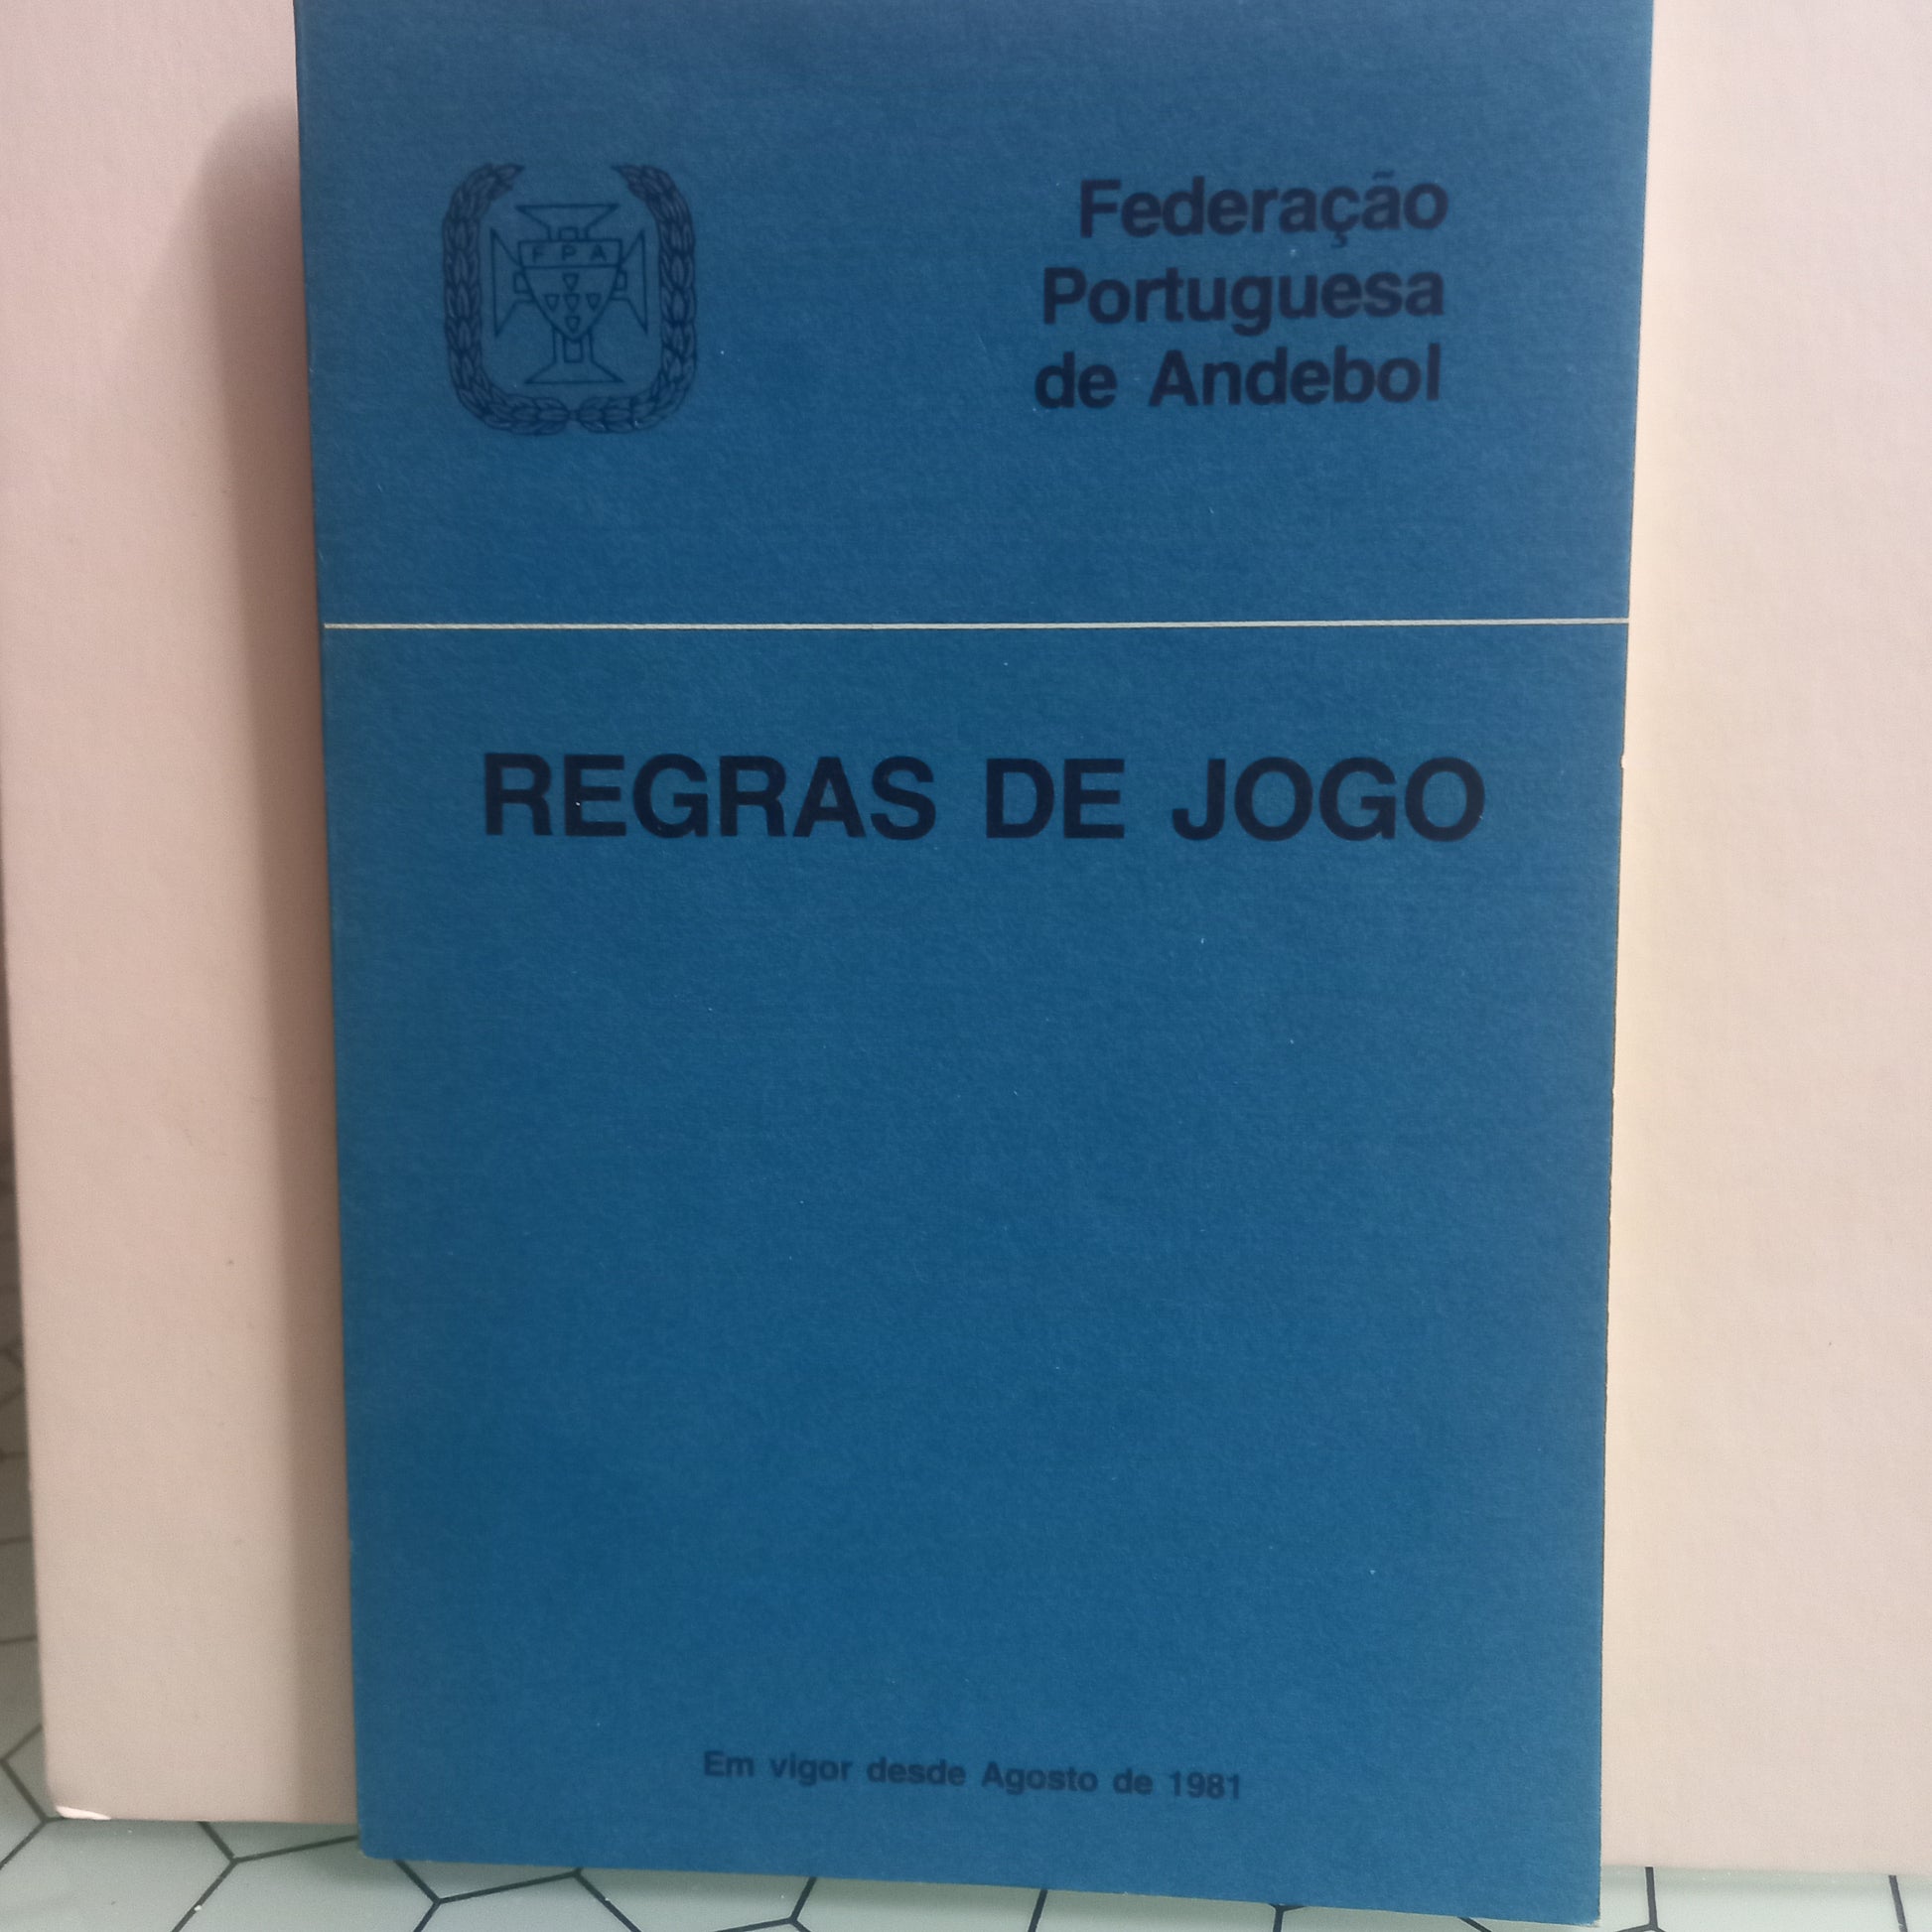 FPA
Federação
Portuguesa
de Andebol
REGRAS DE JOGO
Em vigor desde Agosto de 1981